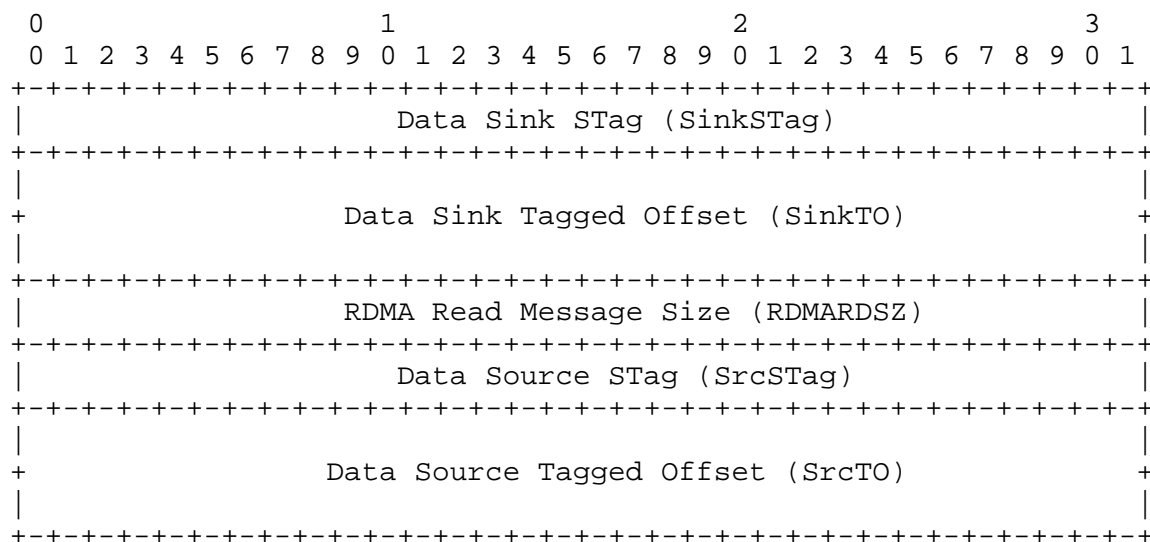 0                   1                   2                   3
 0 1 2 3 4 5 6 7 8 9 0 1 2 3 4 5 6 7 8 9 0 1 2 3 4 5 6 7 8 9 0 1
+-+-+-+-+-+-+-+-+-+-+-+-+-+-+-+-+-+-+-+-+-+-+-+-+-+-+-+-+-+-+-+-+
|                     Data Sink STag (SinkSTag)                 |
+-+-+-+-+-+-+-+-+-+-+-+-+-+-+-+-+-+-+-+-+-+-+-+-+-+-+-+-+-+-+-+-+
|                                                               |
+                  Data Sink Tagged Offset (SinkTO)             +
|                                                               |
+-+-+-+-+-+-+-+-+-+-+-+-+-+-+-+-+-+-+-+-+-+-+-+-+-+-+-+-+-+-+-+-+
|                  RDMA Read Message Size (RDMARDSZ)            |
+-+-+-+-+-+-+-+-+-+-+-+-+-+-+-+-+-+-+-+-+-+-+-+-+-+-+-+-+-+-+-+-+
|                     Data Source STag (SrcSTag)                |
+-+-+-+-+-+-+-+-+-+-+-+-+-+-+-+-+-+-+-+-+-+-+-+-+-+-+-+-+-+-+-+-+
|                                                               |
+                 Data Source Tagged Offset (SrcTO)             +
|                                                               |
+-+-+-+-+-+-+-+-+-+-+-+-+-+-+-+-+-+-+-+-+-+-+-+-+-+-+-+-+-+-+-+-+